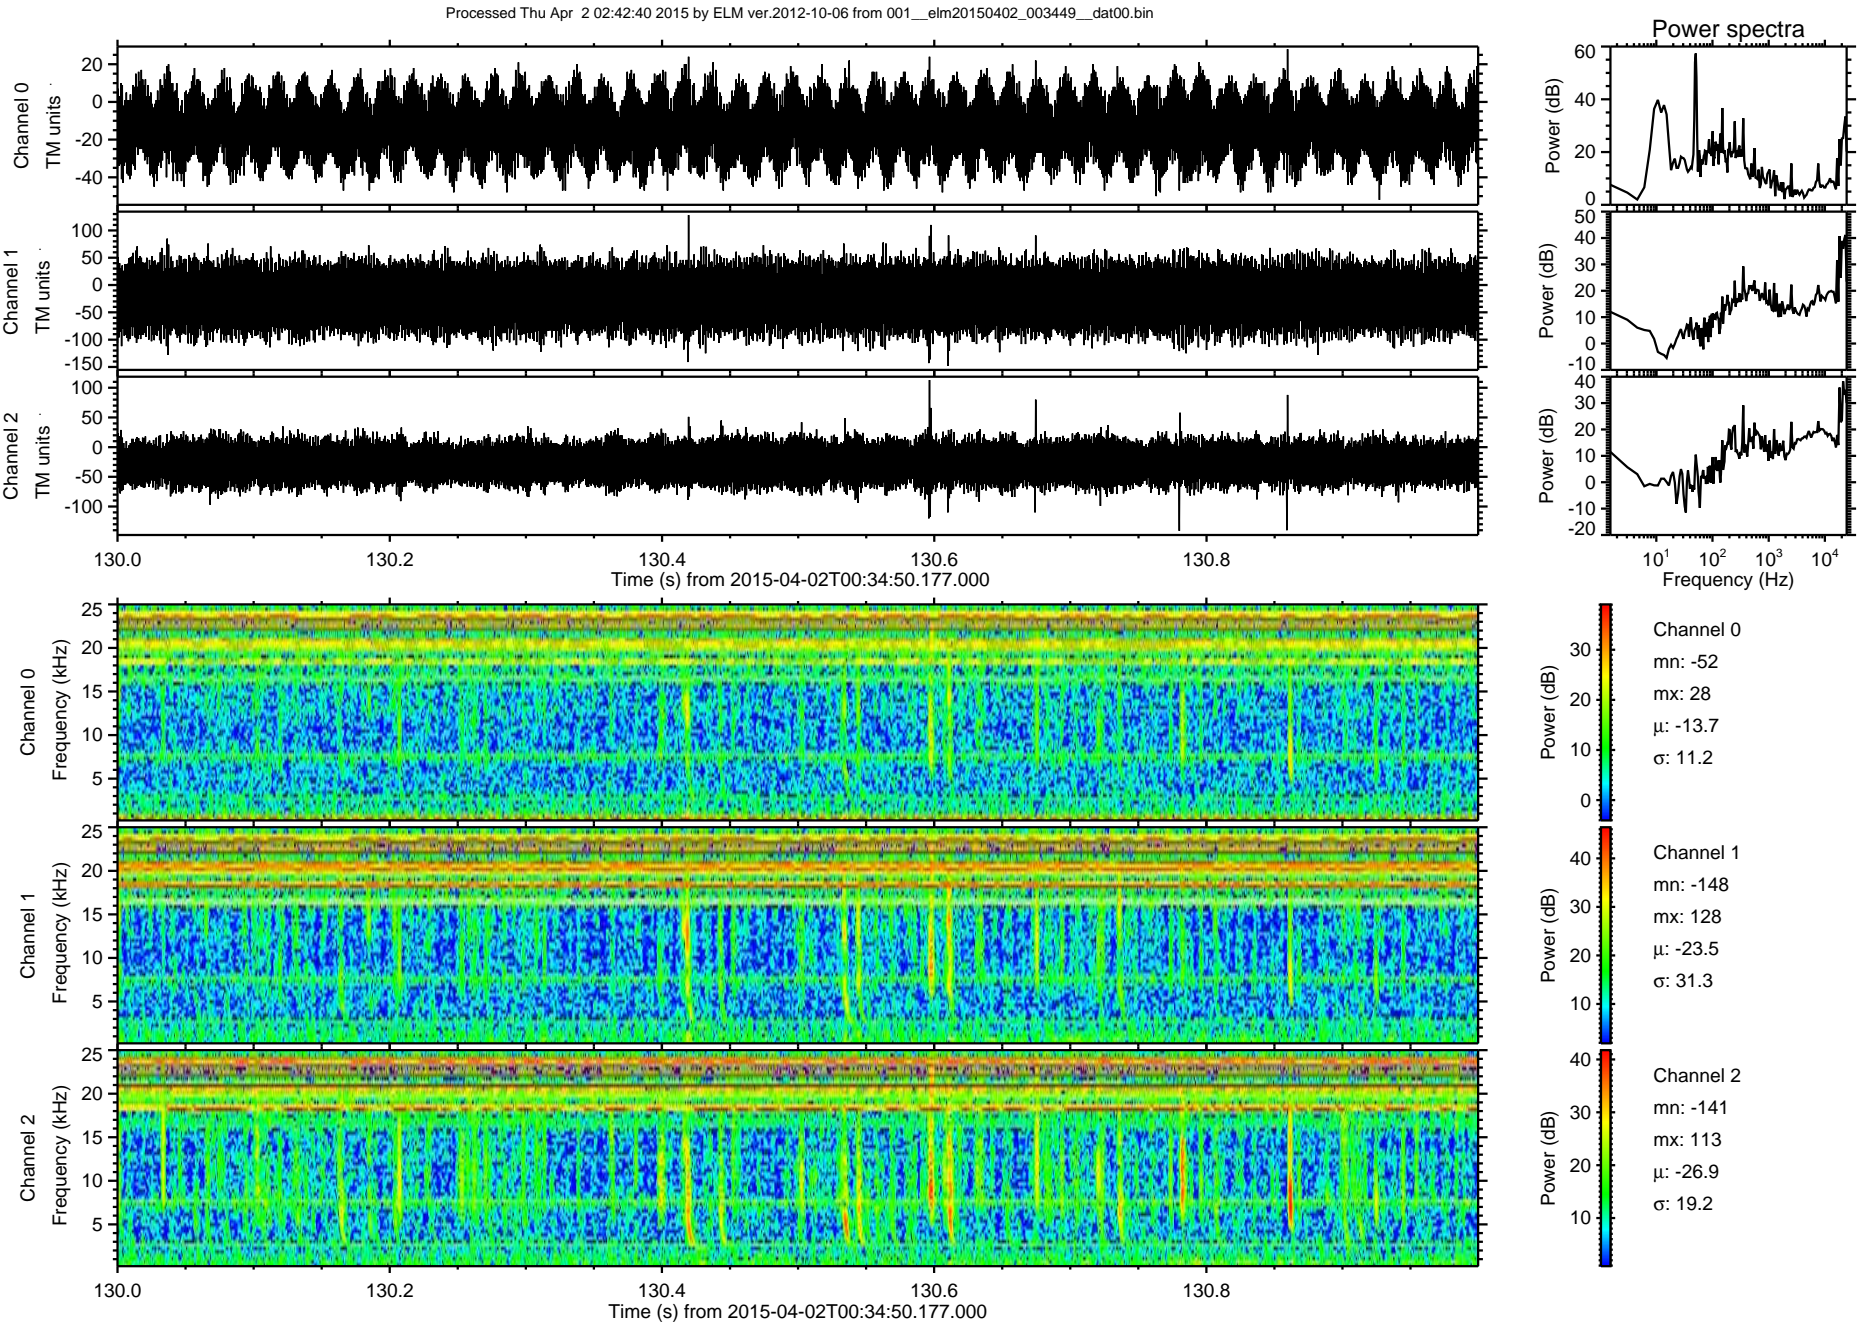 Processed Thu Apr  2 02:42:40 2015 by ELM ver.2012-10-06 from 001__elm20150402_003449__dat00.bin
Power spectra
Channel 0
TM units
20
0
-20
-40
Power (dB)
60
40
20
0
Channel 1
TM units
100
50
0
-50
-100
-150
Power (dB)
50
40
30
20
10
0
-10
Channel 2
TM units
100
50
0
-50
-100
Power (dB)
40
30
20
10
0
-10
-20
130.0 130.2 130.4 130.6 130.8
Time (s) from 2015-04-02T00:34:50.177.000
10^1 10^2 10^3 10^4
Frequency (Hz)
Channel 0
Frequency (kHz)
25
20
15
10
5
Power (dB)
30
20
10
0
Channel 0
mn: -52
mx: 28
μ: -13.7
σ: 11.2
Channel 1
Frequency (kHz)
25
20
15
10
5
Power (dB)
40
30
20
10
Channel 1
mn: -148
mx: 128
μ: -23.5
σ: 31.3
Channel 2
Frequency (kHz)
25
20
15
10
5
Power (dB)
40
30
20
10
Channel 2
mn: -141
mx: 113
μ: -26.9
σ: 19.2
130.0 130.2 130.4 130.6 130.8
Time (s) from 2015-04-02T00:34:50.177.000